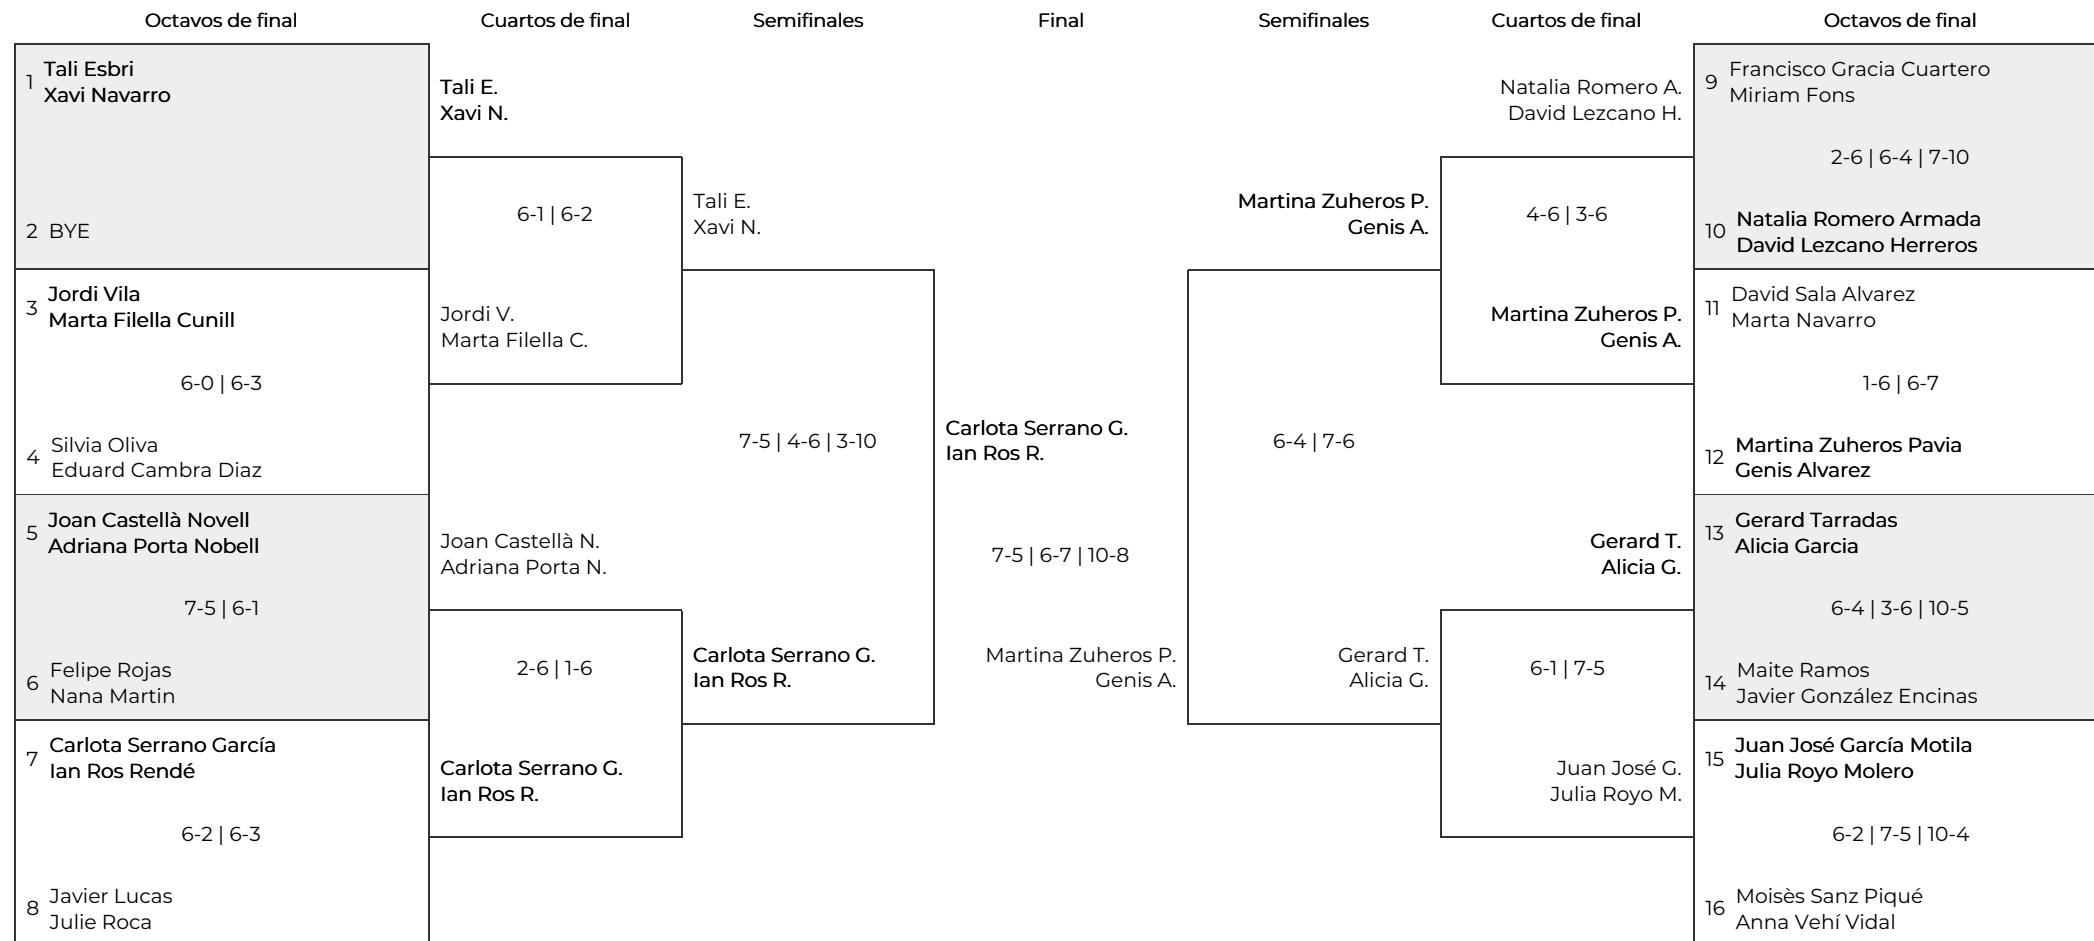 Octavos de final
Cuartos de final
Semifinales
Final
Semifinales
Cuartos de final
Octavos de final
1
Tali Esbri
Xavi Navarro
2 BYE
3
Jordi Vila
Marta Filella Cunill
6-0 | 6-3
4
Silvia Oliva
Eduard Cambra Diaz
5
Joan Castellà Novell
Adriana Porta Nobell
7-5 | 6-1
6
Felipe Rojas
Nana Martin
7
Carlota Serrano García
Ian Ros Rendé
6-2 | 6-3
8
Javier Lucas
Julie Roca
Tali E.
Xavi N.
6-1 | 6-2
Jordi V.
Marta Filella C.
Joan Castellà N.
Adriana Porta N.
2-6 | 1-6
Carlota Serrano G.
Ian Ros R.
Tali E.
Xavi N.
7-5 | 4-6 | 3-10
Carlota Serrano G.
Ian Ros R.
Carlota Serrano G.
Ian Ros R.
7-5 | 6-7 | 10-8
Martina Zuheros P.
Genis A.
Martina Zuheros P.
Genis A.
6-4 | 7-6
Gerard T.
Alicia G.
Natalia Romero A.
David Lezcano H.
4-6 | 3-6
Martina Zuheros P.
Genis A.
Gerard T.
Alicia G.
6-1 | 7-5
Juan José G.
Julia Royo M.
9
Francisco Gracia Cuartero
Miriam Fons
2-6 | 6-4 | 7-10
10
Natalia Romero Armada
David Lezcano Herreros
11
David Sala Alvarez
Marta Navarro
1-6 | 6-7
12
Martina Zuheros Pavia
Genis Alvarez
13
Gerard Tarradas
Alicia Garcia
6-4 | 3-6 | 10-5
14
Maite Ramos
Javier González Encinas
15
Juan José García Motila
Julia Royo Molero
6-2 | 7-5 | 10-4
16
Moisès Sanz Piqué
Anna Vehí Vidal